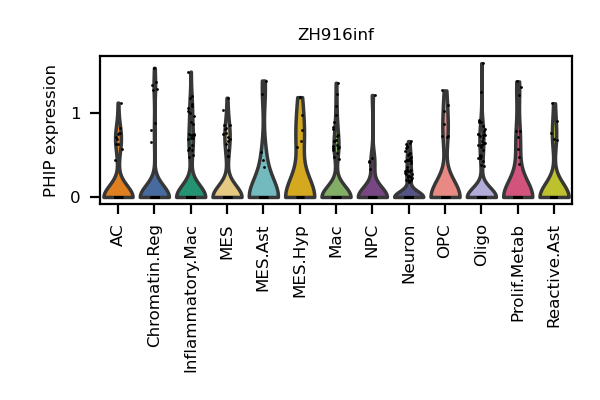 ZH916inf
PHIP expression
1
0
AC
Chromatin.Reg
Inflammatory.Mac
MES
MES.Ast
MES.Hyp
Mac
NPC
Neuron
OPC
Oligo
Prolif.Metab
Reactive.Ast